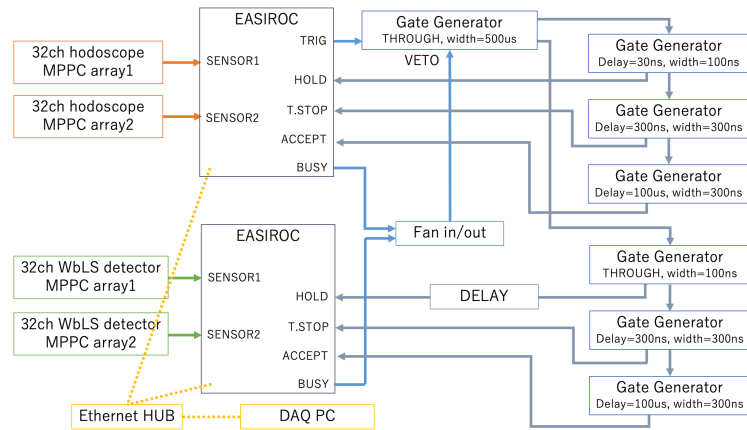 EASIROC
TRIG
SENSOR1
HOLD
T.STOP
SENSOR2
ACCEPT
BUSY
32ch hodoscope
MPPC array1
32ch hodoscope
MPPC array2
Gate Generator
THROUGH, width=500us
VETO
Gate Generator
Delay=30ns, width=100ns
Gate Generator
Delay=300ns, width=300ns
Gate Generator
Delay=100us, width=300ns
Fan in/out
EASIROC
SENSOR1
HOLD
T.STOP
SENSOR2
ACCEPT
BUSY
32ch WbLS detector
MPPC array1
32ch WbLS detector
MPPC array2
DELAY
Gate Generator
THROUGH, width=100ns
Gate Generator
Delay=300ns, width=300ns
Gate Generator
Delay=100us, width=300ns
Ethernet HUB
DAQ PC